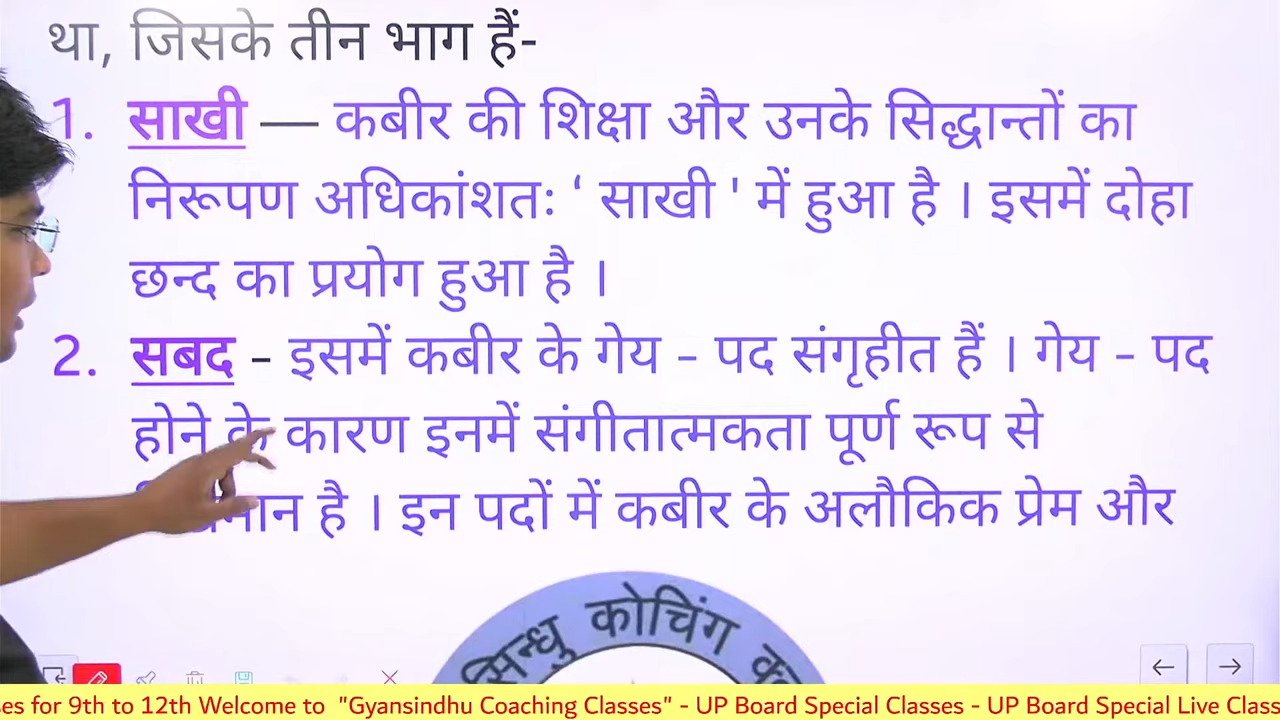 था, जिसके तीन भाग हैं-
1. साखी — कबीर की शिक्षा और उनके सिद्धान्तों का
निरूपण अधिकांशतः ‘ साखी ' में हुआ है । इसमें दोहा
छन्द का प्रयोग हुआ है ।
2. सबद – इसमें कबीर के गेय – पद संगृहीत हैं । गेय – पद
होने के कारण इनमें संगीतात्मकता पूर्ण रूप से
है । इन पदों में कबीर के अलौकिक प्रेम और
सिन्धु कोचिंग
for 9th to 12th Welcome to "Gyansindhu Coaching Classes" - UP Board Special Classes - UP Board Special Live Class